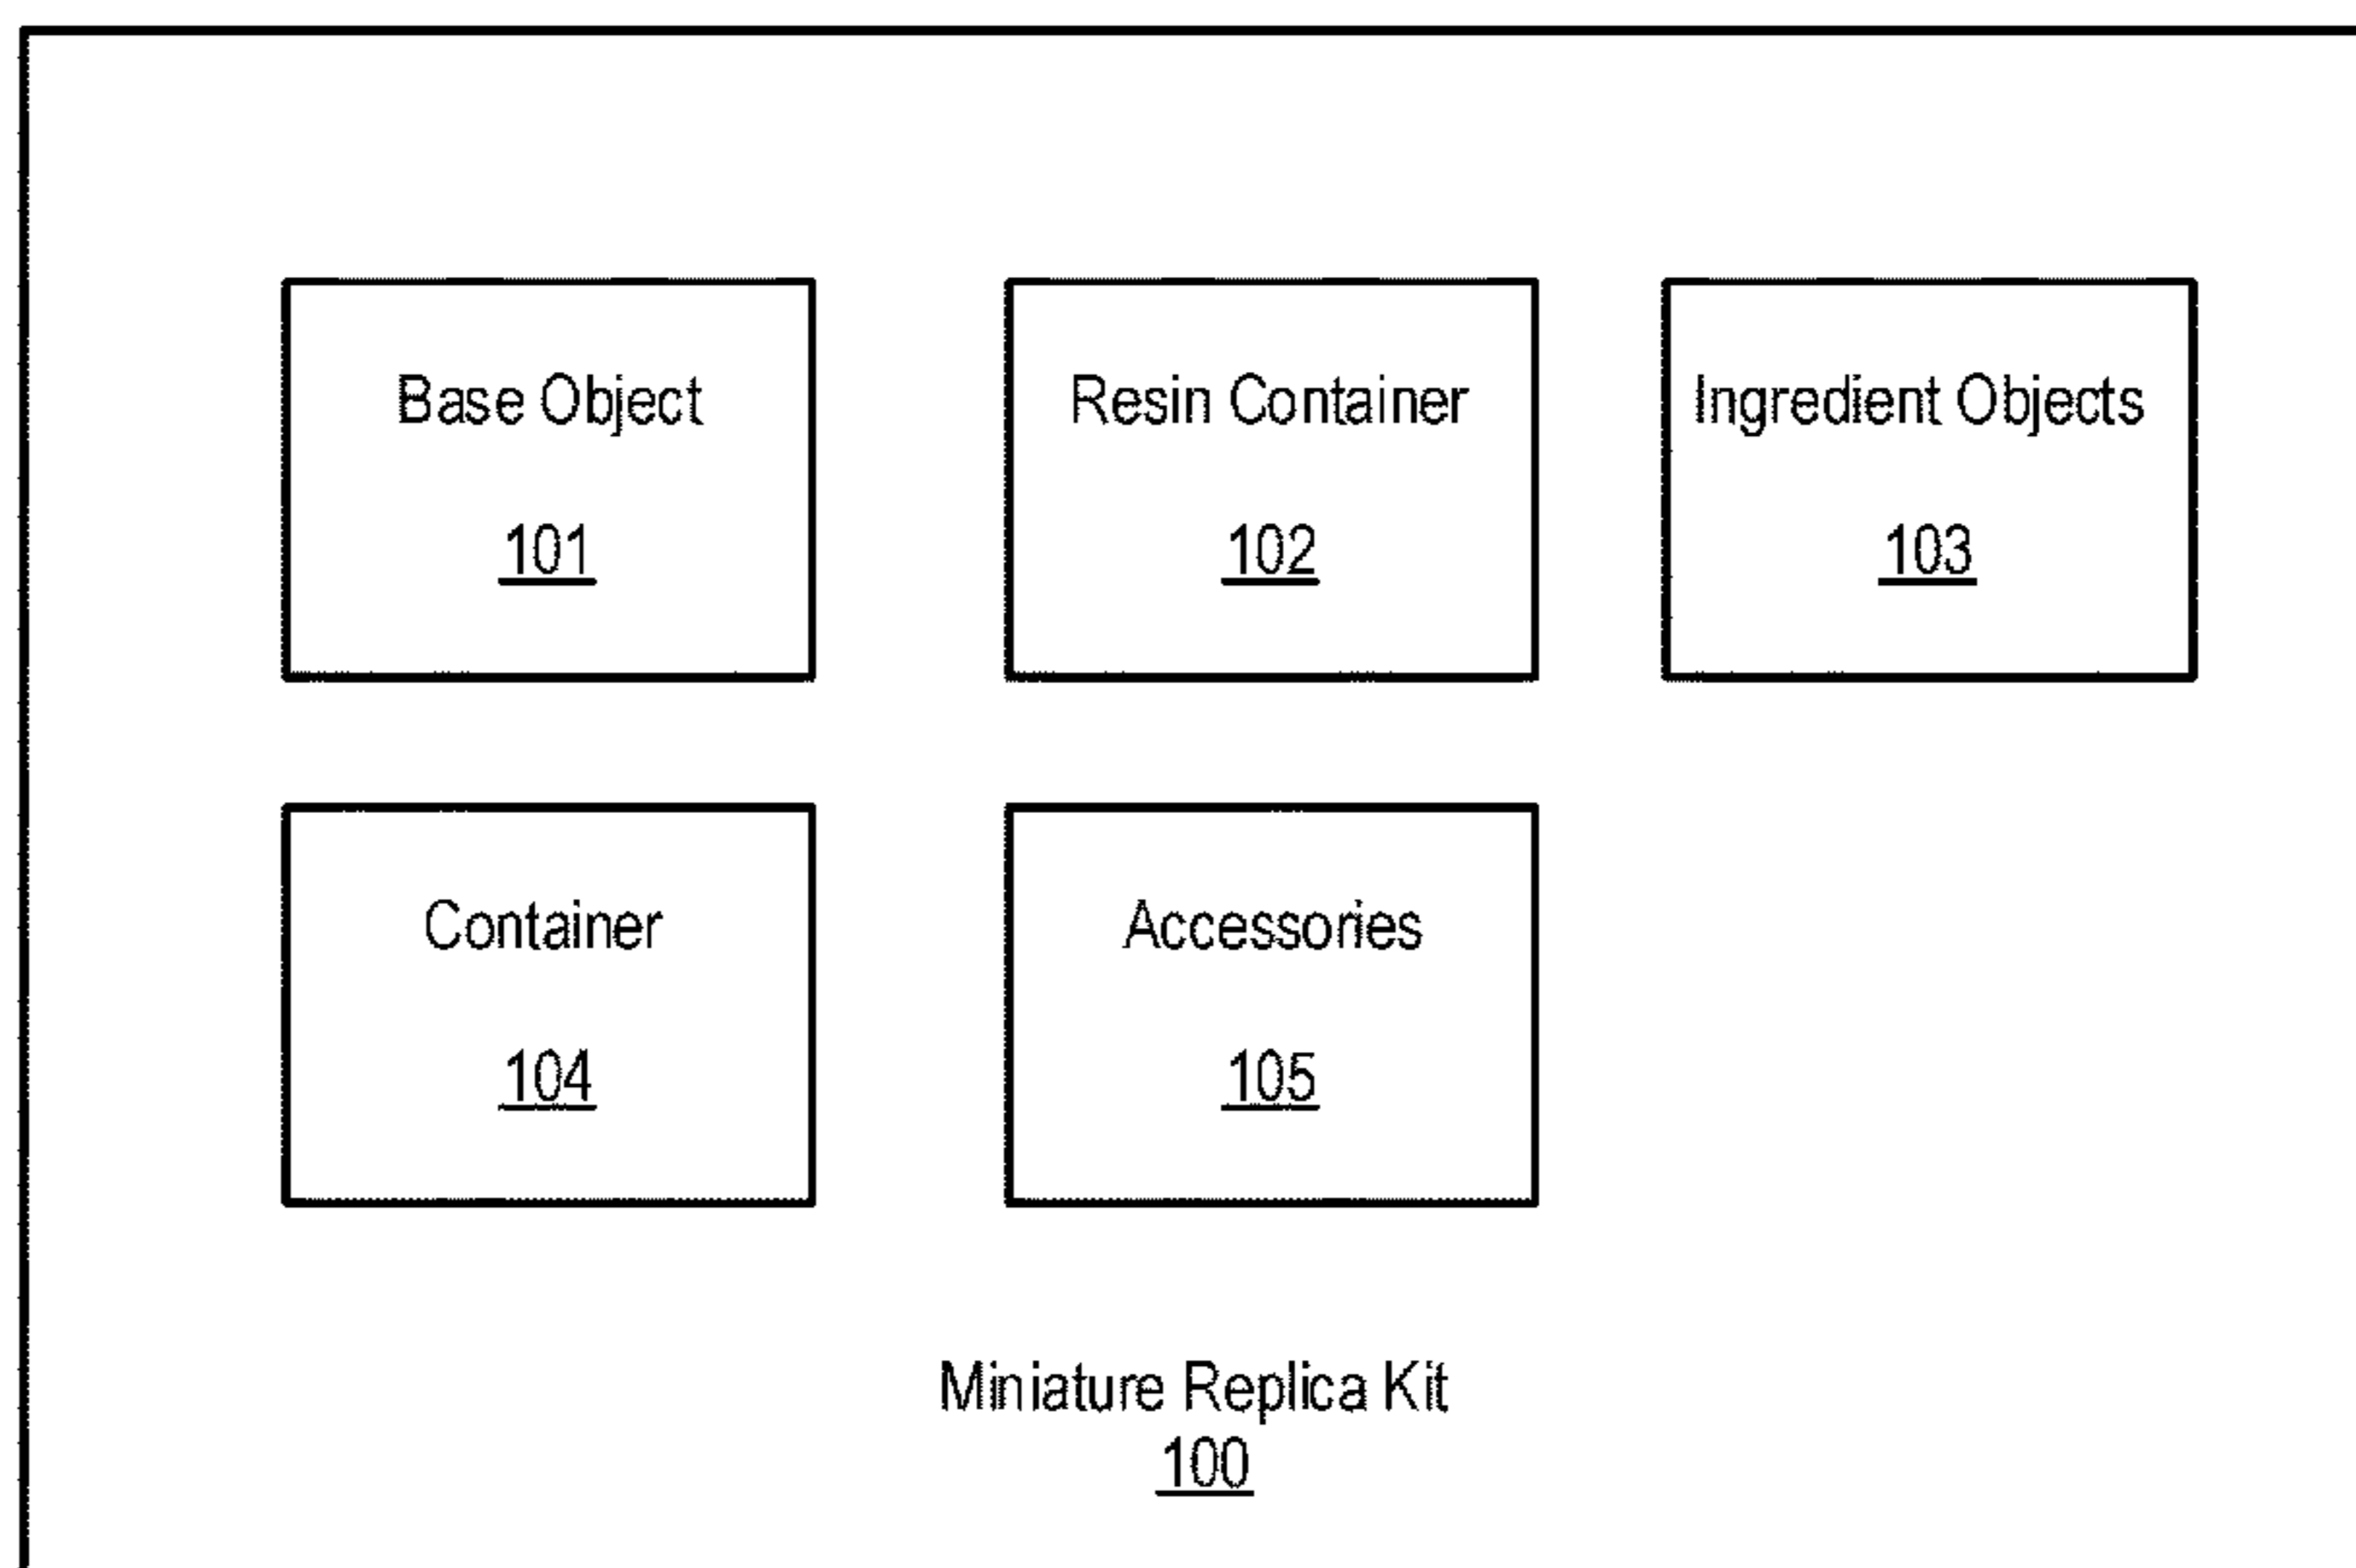 Base Object
101
Resin Container
102
Ingredient Objects
103
Container
104
Accessories
105
Miniature Replica Kit
100